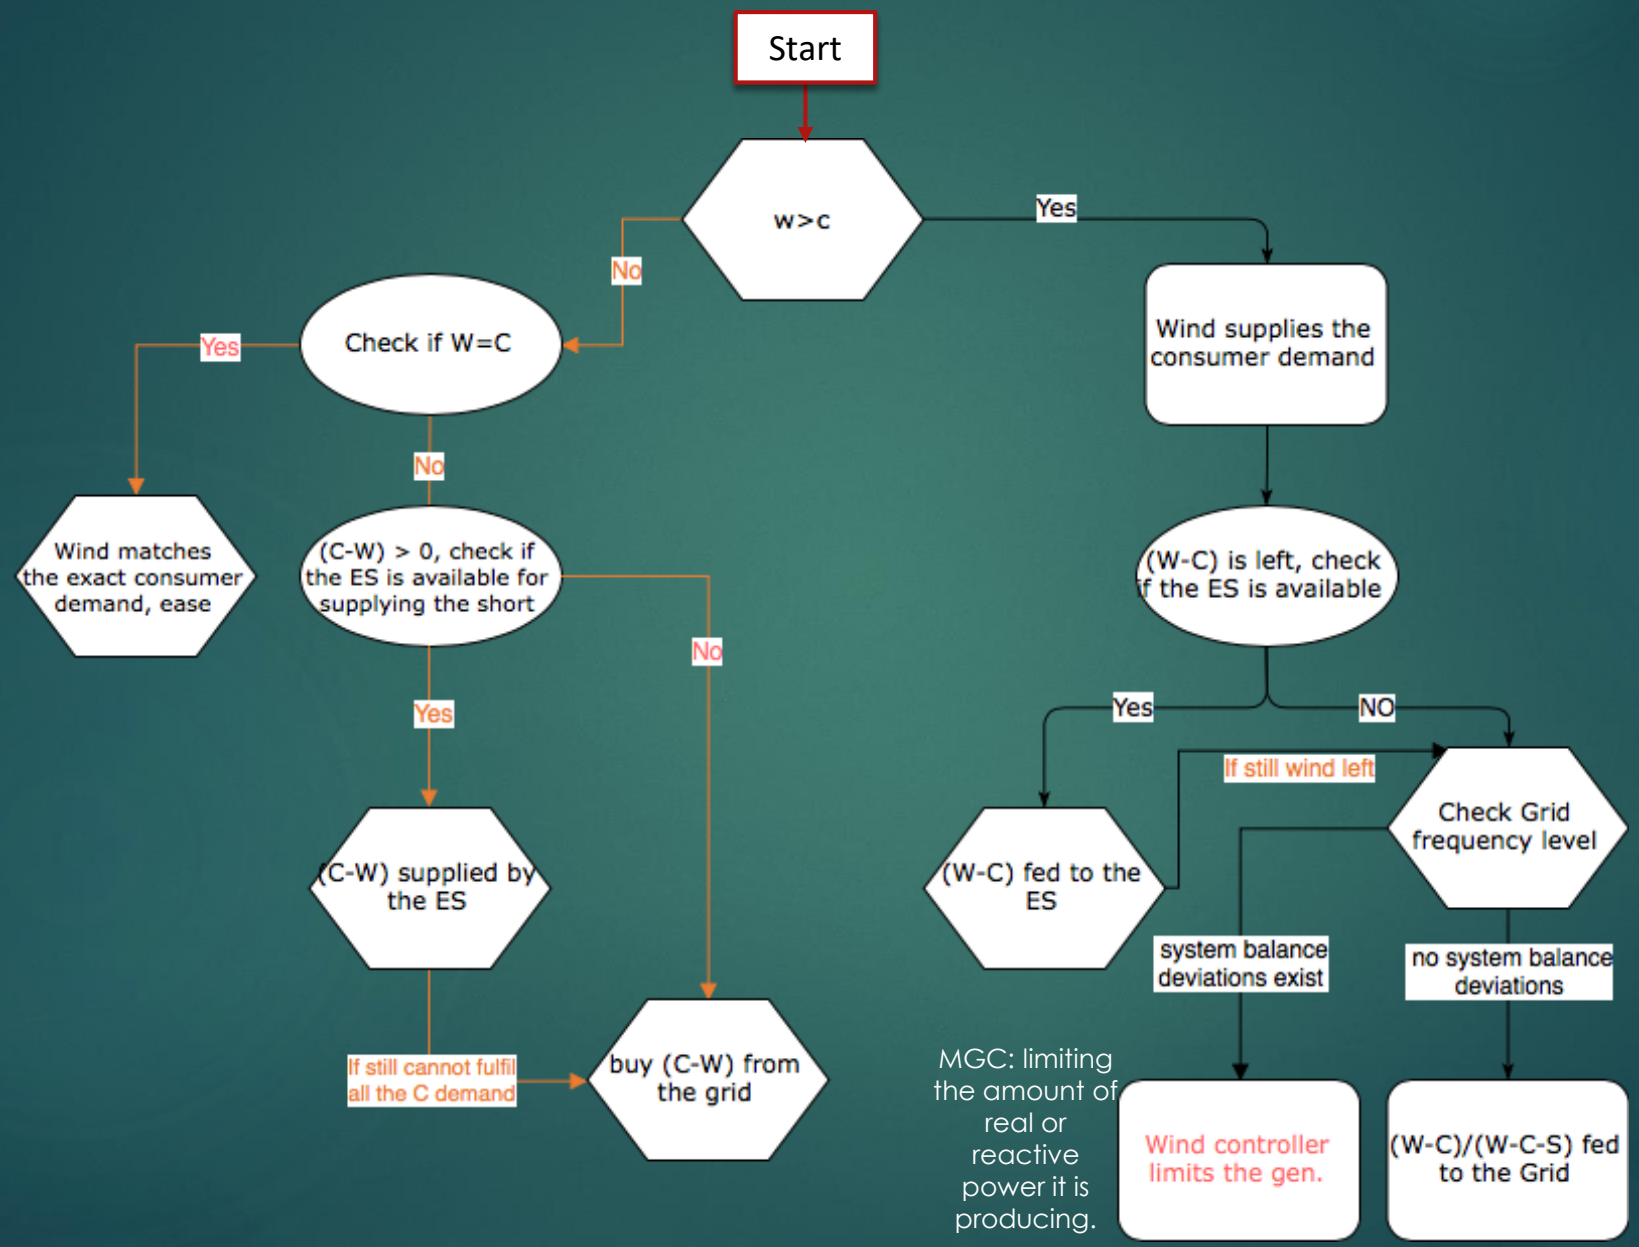 Start
w>c
Yes
No
Check if W=C
Yes
Wind supplies the
consumer demand
No
Wind matches
the exact consumer
demand, ease
(C-W) > 0, check if
the ES is available for
supplying the short
(W-C) is left, check
if the ES is available
No
Yes
Yes
NO
If still wind left
Check Grid
frequency level
(C-W) supplied by
the ES
(W-C) fed to the
ES
system balance
deviations exist
no system balance
deviations
If still cannot fulfil
all the C demand
buy (C-W) from
the grid
MGC: limiting
the amount of
real or
reactive
power it is
producing.
Wind controller
limits the gen.
(W-C)/(W-C-S) fed
to the Grid